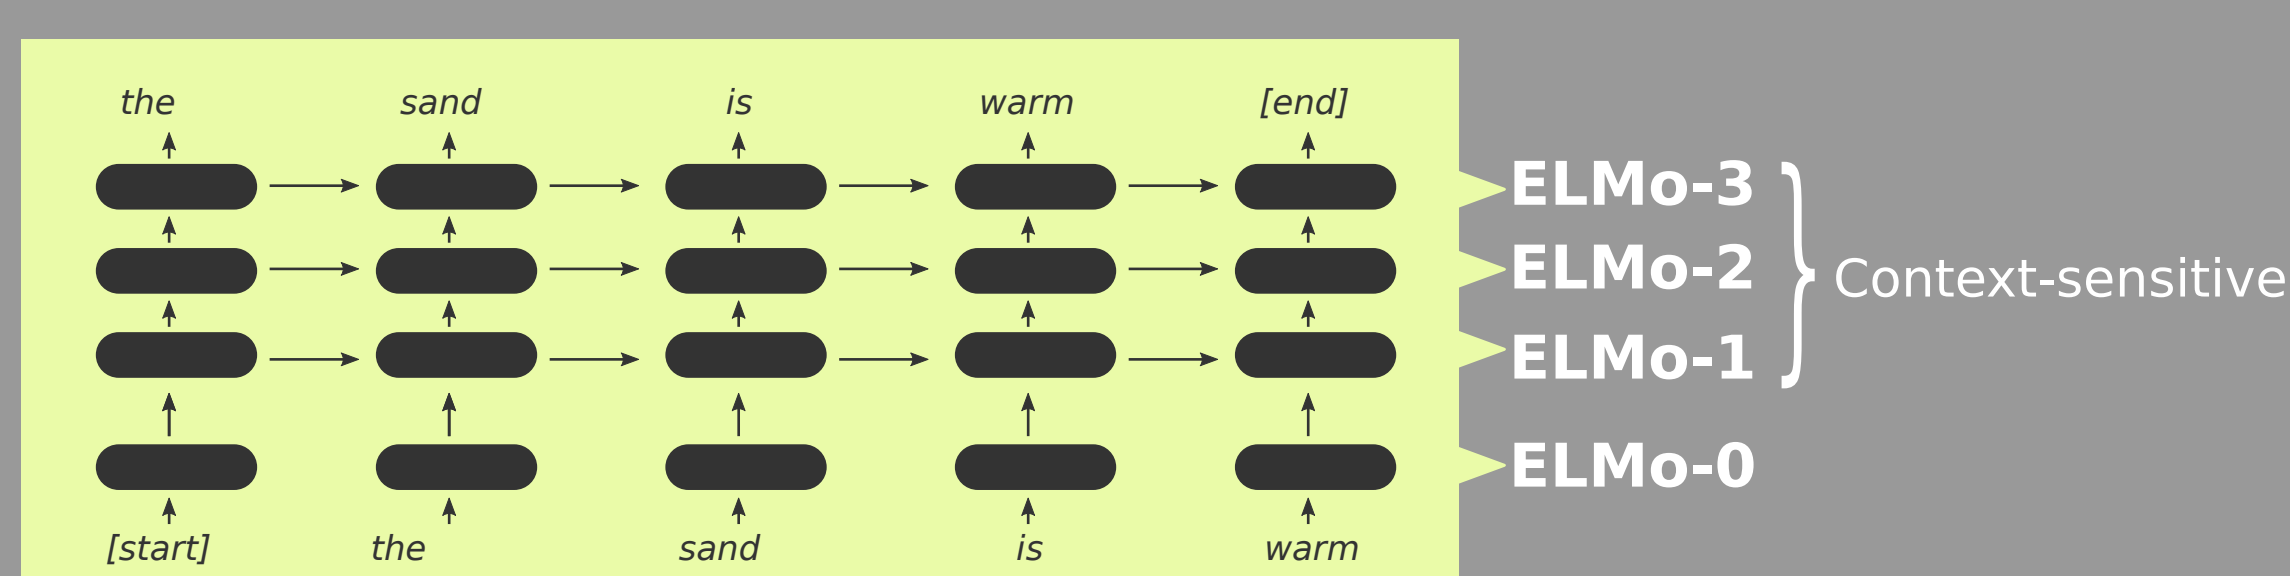 the sand is warm [end]
ELMo-3
ELMo-2
Context-sensitive
ELMo-1
ELMo-0
[start] the sand is warm